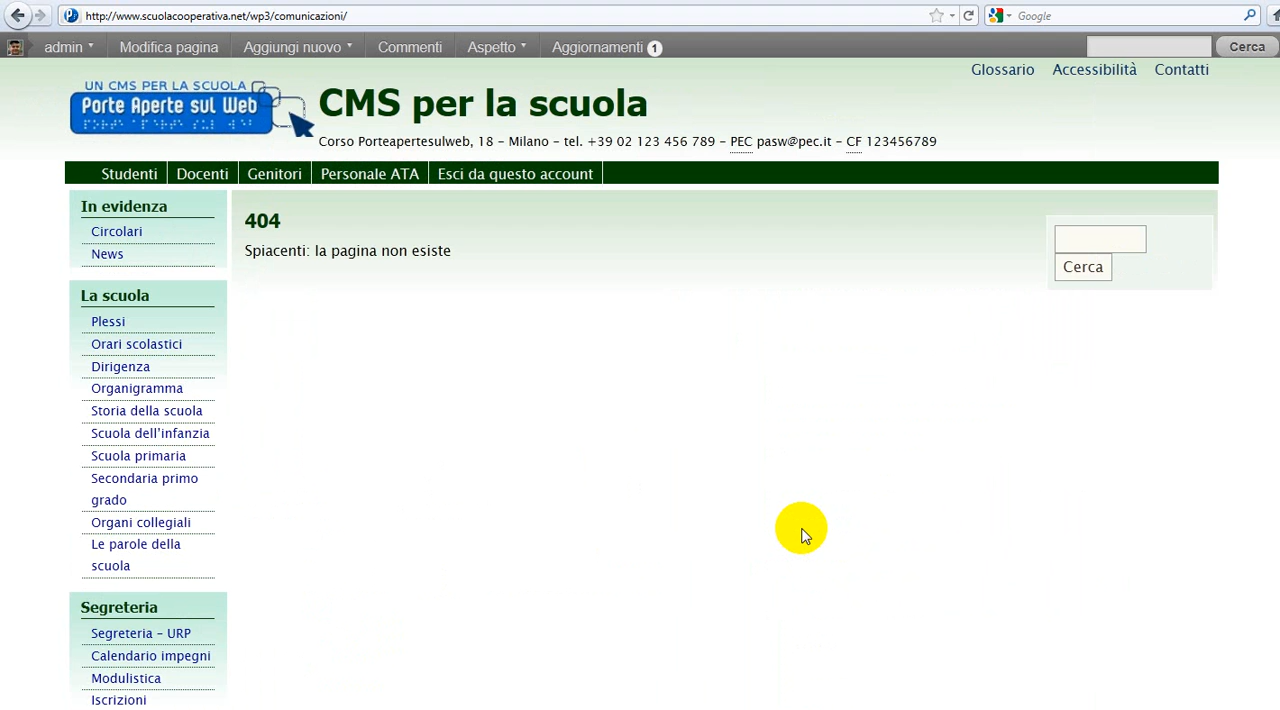 http://www.scuolacooperativa.net/wp3/comunicazioni/
Google
admin Modifica pagina Aggiungi nuovo Commenti Aspetto Aggiornamenti 1 Cerca
Glossario Accessibilità Contatti
UN CMS PER LA SCUOLA
Porte Aperte sul Web
CMS per la scuola
Corso Porteapertesulweb, 18 – Milano – tel. +39 02 123 456 789 – PEC pasw@pec.it – CF 123456789
Studenti Docenti Genitori Personale ATA Esci da questo account
In evidenza
Circolari
News
La scuola
Plessi
Orari scolastici
Dirigenza
Organigramma
Storia della scuola
Scuola dell’infanzia
Scuola primaria
Secondaria primo
grado
Organi collegiali
Le parole della
scuola
Segreteria
Segreteria – URP
Calendario impegni
Modulistica
Iscrizioni
404
Spiacenti: la pagina non esiste
Cerca